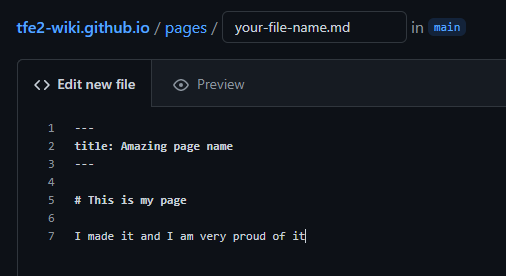 tfe2-wiki.github.io / pages / your-file-name.md in main
<> Edit new file Preview
1 ---
2 title: Amazing page name
3 ---
4
5 # This is my page
6
7 I made it and I am very proud of it